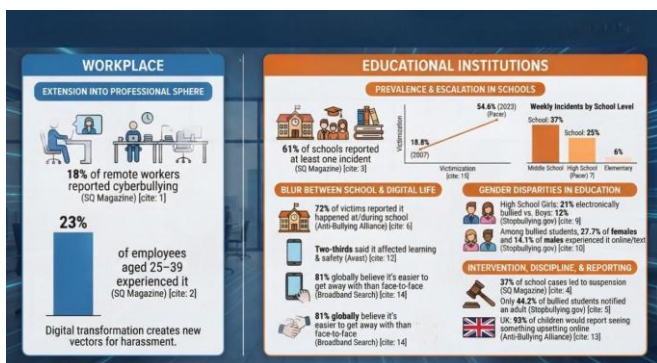 WORKPLACE
EXTENSION INTO PROFESSIONAL SPHERE
18% of remote workers
reported cyberbullying
(SQ Magazine) [cite: 1]
23%
of employees
aged 25–39
experienced it
(SQ Magazine) [cite: 2]
Digital transformation creates new
vectors for harassment.
EDUCATIONAL INSTITUTIONS
PREVALENCE & ESCALATION IN SCHOOLS
61% of schools reported
at least one incident
(SQ Magazine) [cite: 3]
Victimization
54.6% (2023)
(Pacer)
18.8%
(2007)
Victimization
[cite: 15]
Weekly Incidents by School Level
School: 37%
School: 25%
6%
Middle School
High School
(Pacer) 7
Elementary
BLUR BETWEEN SCHOOL & DIGITAL LIFE
72% of victims reported it
happened at/during school
(Anti-Bullying Alliance) [cite: 6]
Two-thirds said it affected learning
& safety (Avast) [cite: 12]
81% globally believe it's easier to
get away with than face-to-face
(Broadband Search) [cite: 14]
81% globally believe it's
easier to get away with than
face-to-face
(Broadband Search) [cite: 14]
GENDER DISPARITIES IN EDUCATION
High School Girls: 21% electronically
bullied vs. Boys: 12%
(Stopbullying.gov) [cite: 9]
Among bullied students, 27.7% of females
and 14.1% of males experienced it online/text
(Stopbullying.gov) [cite: 10]
INTERVENTION, DISCIPLINE, & REPORTING
37% of school cases led to suspension
(SQ Magazine) [cite: 4]
Only 44.2% of bullied students notified
an adult (Stopbullying.gov) [cite: 5]
UK: 93% of children would report seeing
something upsetting online
(Anti-Bullying Alliance) [cite: 13]